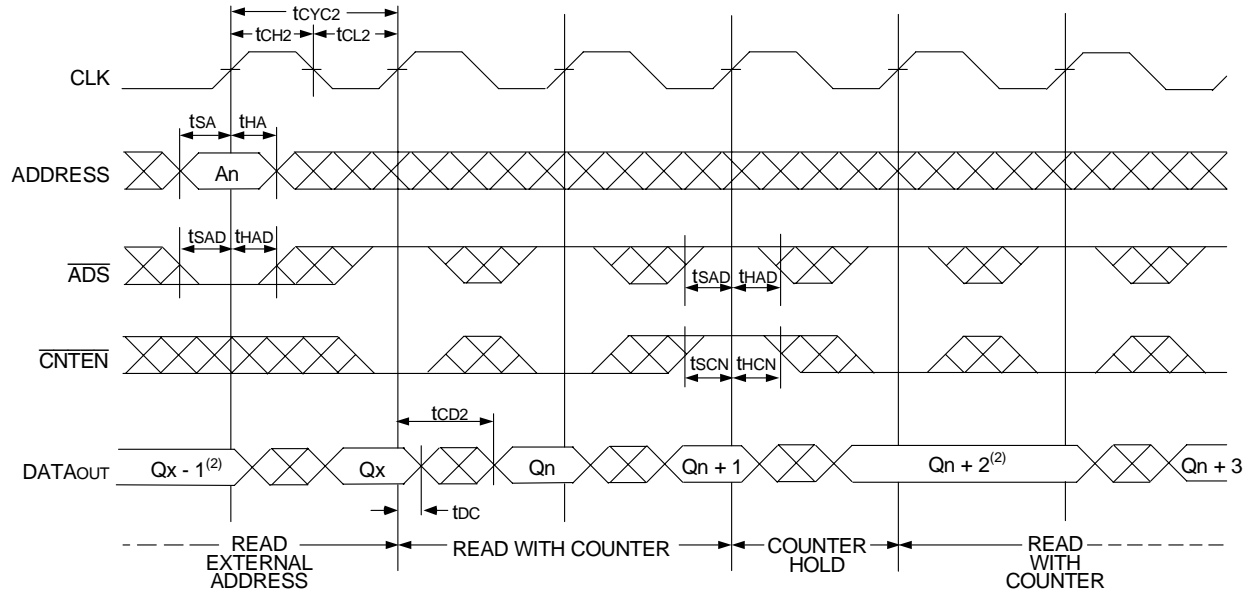 tCYC2
tCH2 tCL2
CLK
tSA tHA
ADDRESS An
tSAD tHAD
ADS tSAD tHAD
CNTEN
tSCN tHCN
tCD2
DATAOUT Qx - 1(2) Qx Qn Qn + 1 Qn + 2(2) Qn + 3
tDC
READ EXTERNAL ADDRESS
READ WITH COUNTER
COUNTER HOLD
READ WITH COUNTER